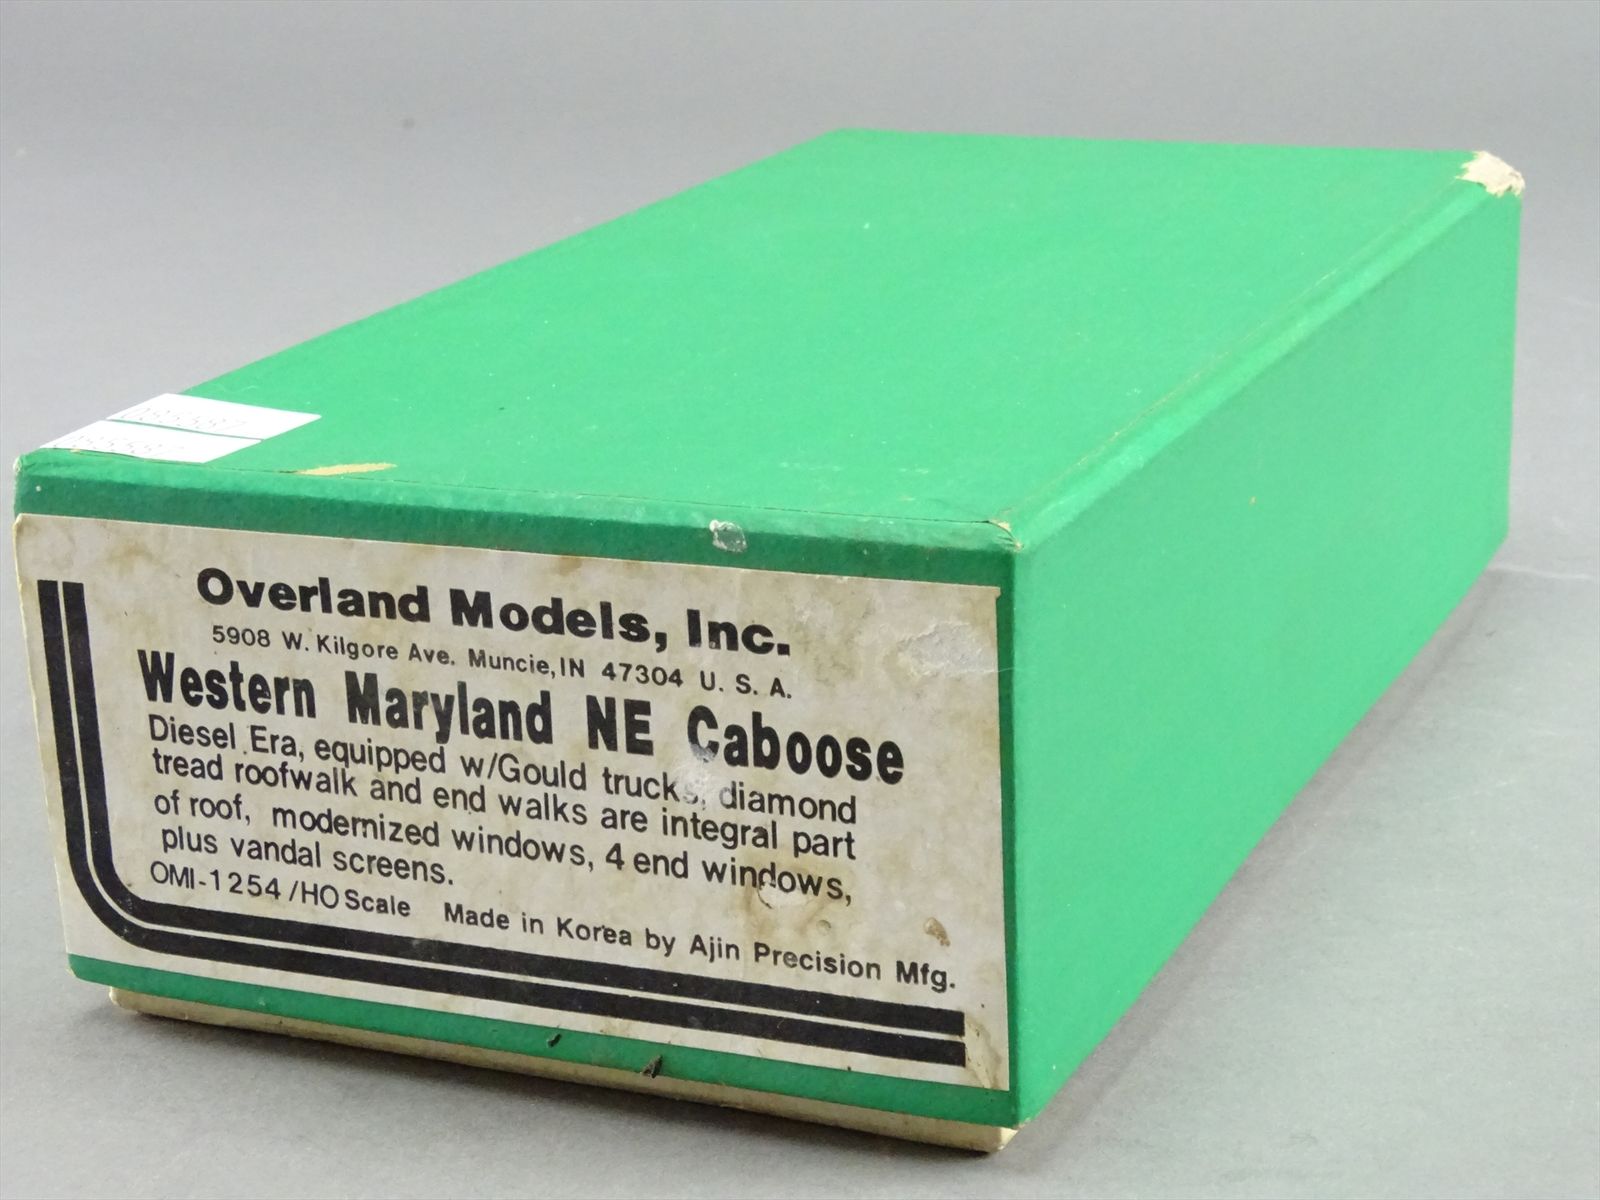 085587
085587
Overland Models, Inc.
5908 W. Kilgore Ave. Muncie, IN 47304 U. S. A.
Western Maryland NE Caboose
Diesel Era, equipped w/Gould trucks, diamond
tread roofwalk and end walks are integral part
of roof, modernized windows, 4 end windows,
plus vandal screens.
OMI-1254/HO Scale Made in Korea by Ajin Precision Mfg.